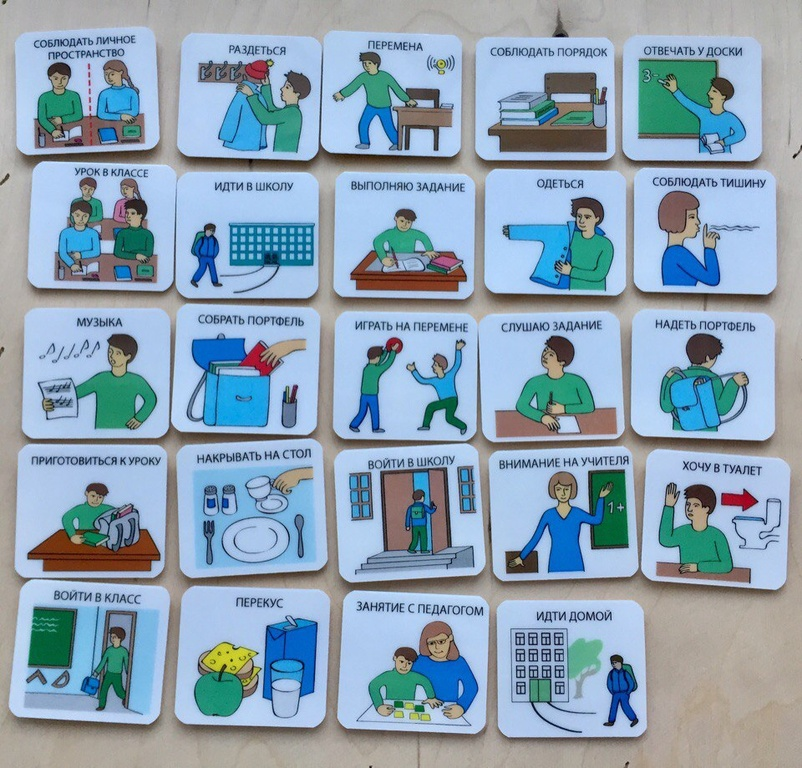 СОБЛЮДАТЬ ЛИЧНОЕ
ПРОСТРАНСТВО
РАЗДЕТЬСЯ
ПЕРЕМЕНА
СОБЛЮДАТЬ ПОРЯДОК
ОТВЕЧАТЬ У ДОСКИ
3-
УРОК В КЛАССЕ
ИДТИ В ШКОЛУ
ВЫПОЛНЯЮ ЗАДАНИЕ
ОДЕТЬСЯ
СОБЛЮДАТЬ ТИШИНУ
МУЗЫКА
СОБРАТЬ ПОРТФЕЛЬ
ИГРАТЬ НА ПЕРЕМЕНЕ
СЛУШАЮ ЗАДАНИЕ
НАДЕТЬ ПОРТФЕЛЬ
ПРИГОТОВИТЬСЯ К УРОКУ
НАКРЫВАТЬ НА СТОЛ
ВОЙТИ В ШКОЛУ
ВНИМАНИЕ НА УЧИТЕЛЯ
1+
ХОЧУ В ТУАЛЕТ
ВОЙТИ В КЛАСС
ПЕРЕКУС
ЗАНЯТИЕ С ПЕДАГОГОМ
ИДТИ ДОМОЙ